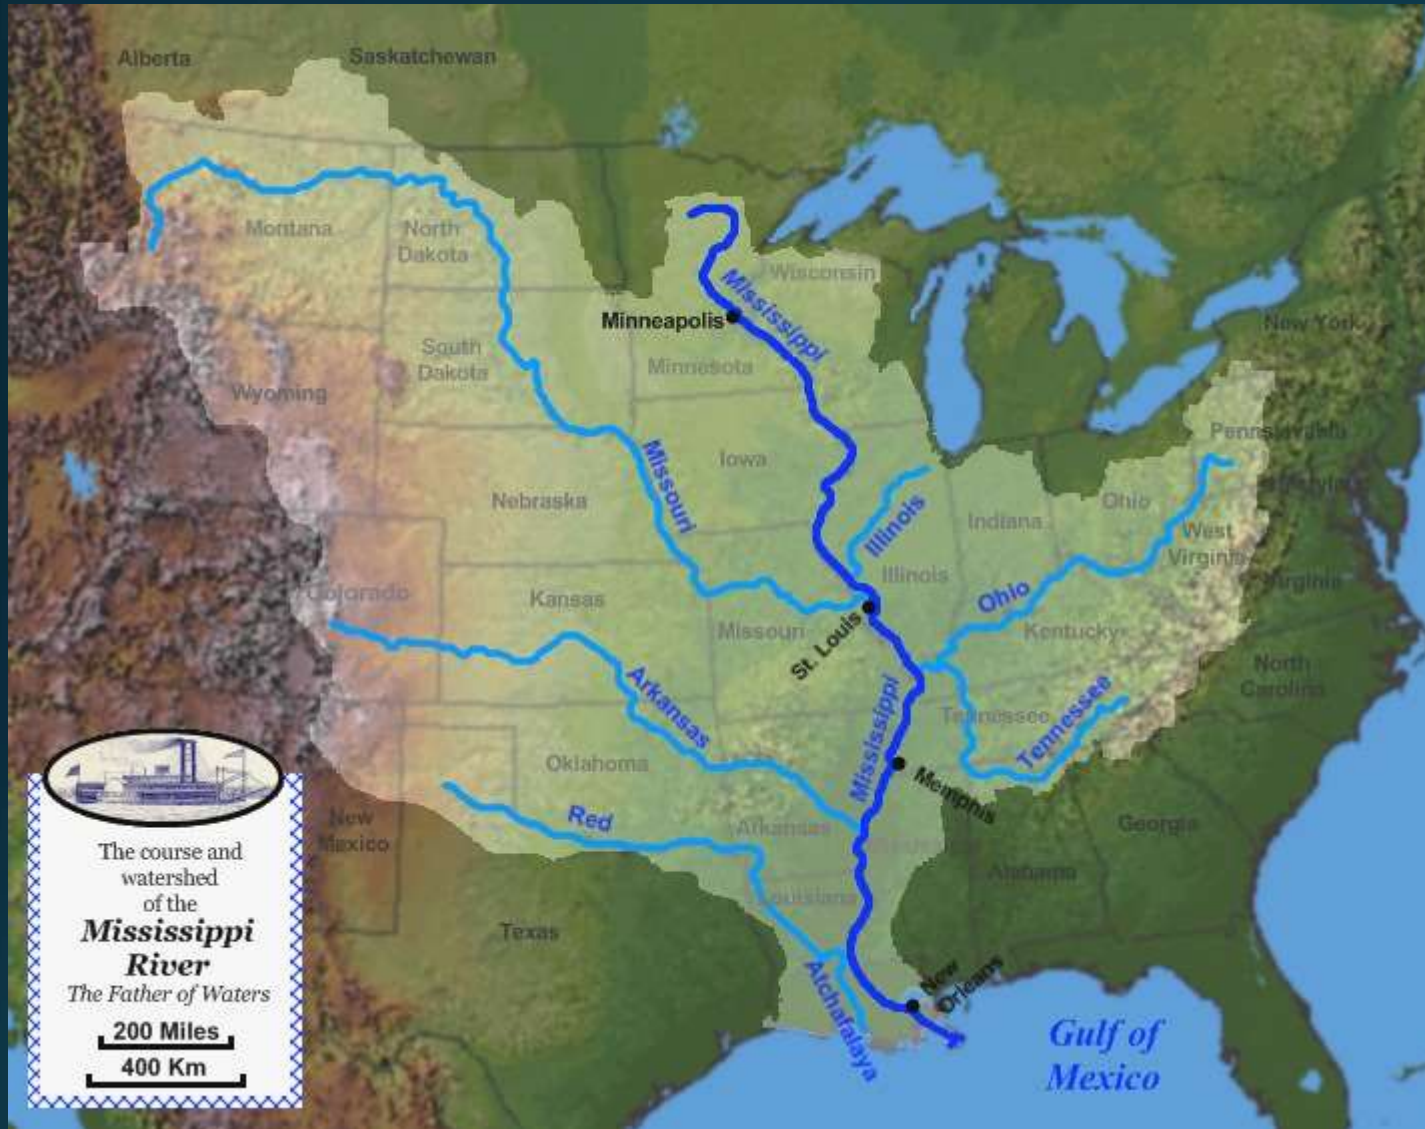 Alberta
Saskatchewan
Montana
North
Dakota
Wisconsin
Mississippi
Minneapolis
New York
South
Dakota
Minnesota
Wyoming
Pennsylvania
Iowa
Missouri
Nebraska
Illinois
Indiana
Ohio
West
Virginia
Illinois
Colorado
Kansas
Ohio
Virginia
Missouri
St. Louis
Kentucky
North
Carolina
Arkansas
Mississippi
Tennessee
Tennessee
Oklahoma
Memphis
Red
New
Mexico
Arkansas
Georgia
Alabama
Louisiana
Texas
Atchafalaya
New
Orleans
Gulf of
Mexico
The course and
watershed
of the
Mississippi
River
The Father of Waters
200 Miles
400 Km